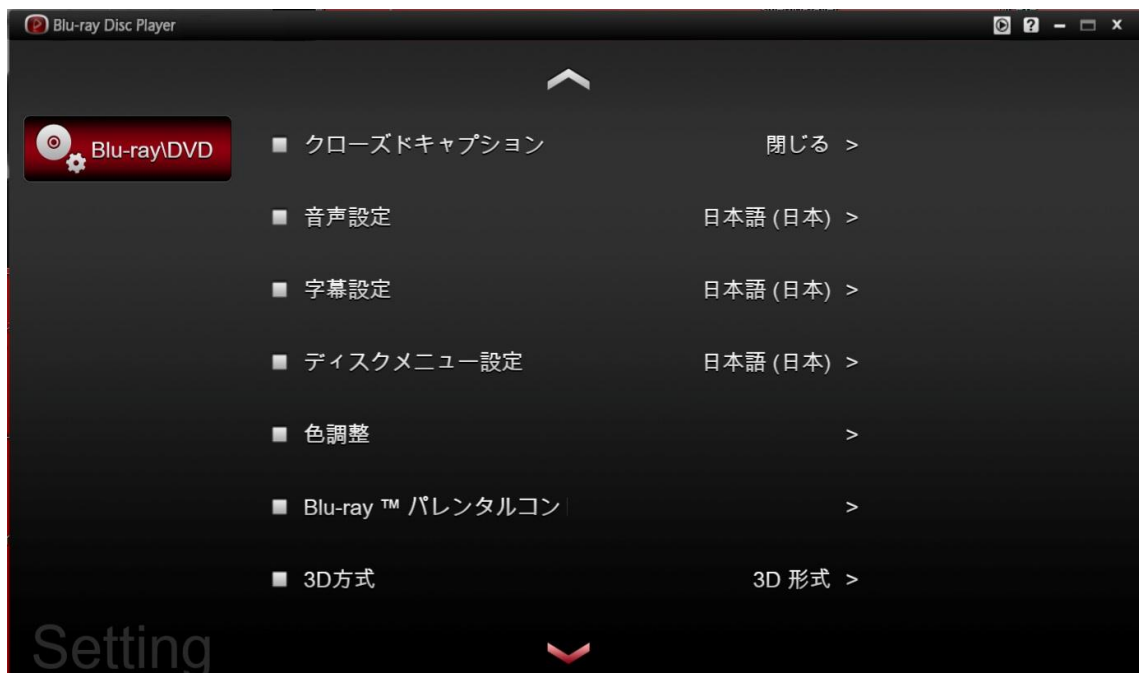 Blu-ray Disc Player
Blu-ray\DVD
クローズドキャプション 閉じる >
音声設定 日本語 (日本) >
字幕設定 日本語 (日本) >
ディスクメニュー設定 日本語 (日本) >
色調整 >
Blu-ray ™ パレンタルコン >
3D方式 3D 形式 >
Setting